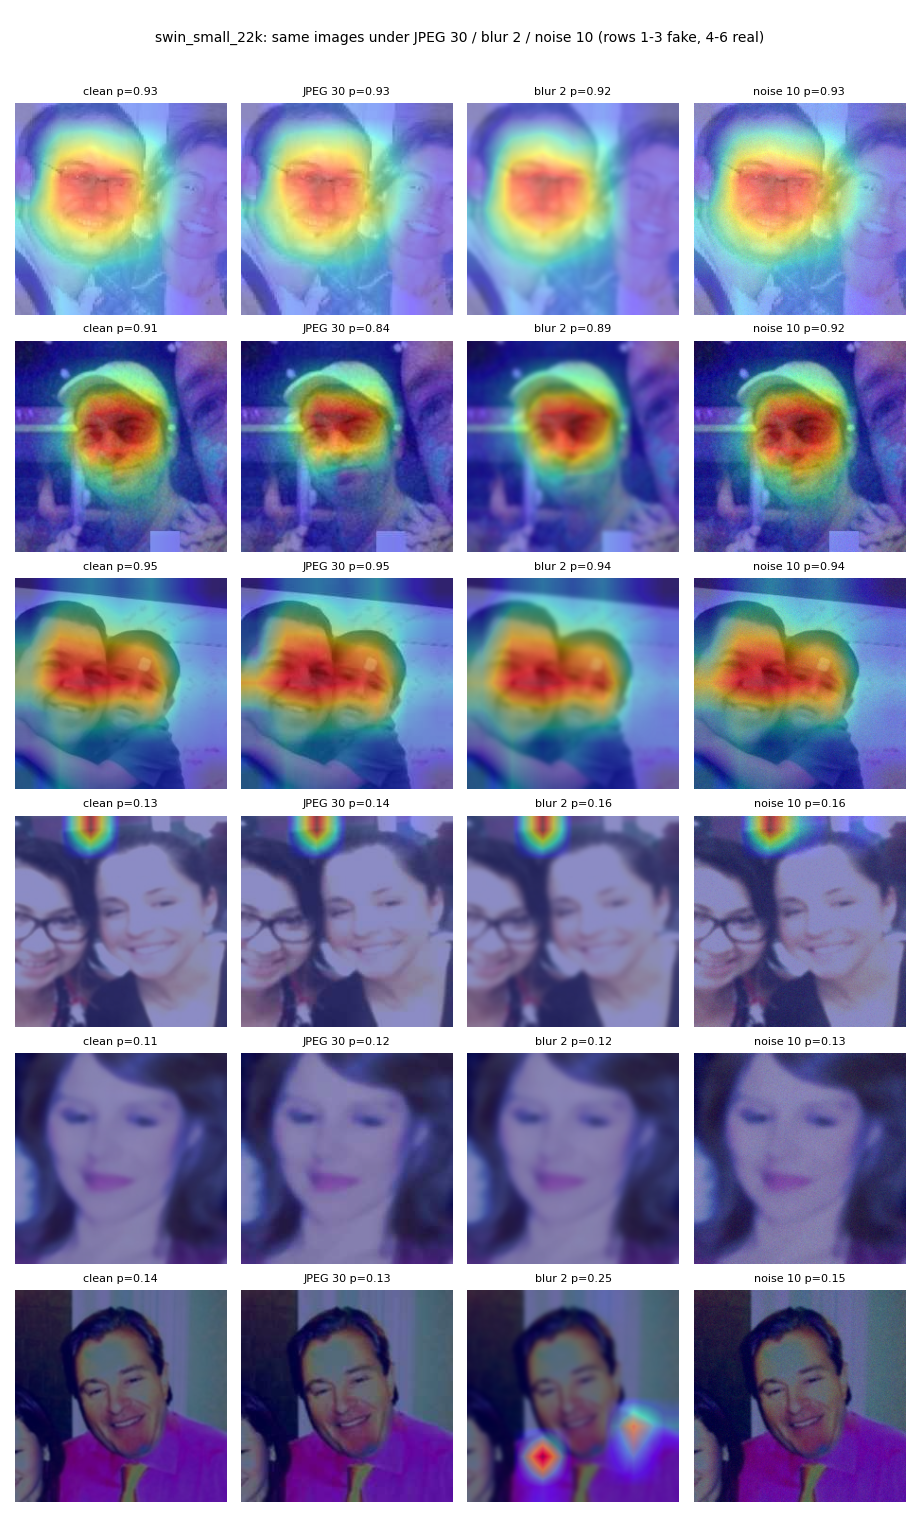 swin_small_22k: same images under JPEG 30 / blur 2 / noise 10 (rows 1-3 fake, 4-6 real)
clean p=0.93 JPEG 30 p=0.93 blur 2 p=0.92 noise 10 p=0.93
clean p=0.91 JPEG 30 p=0.84 blur 2 p=0.89 noise 10 p=0.92
clean p=0.95 JPEG 30 p=0.95 blur 2 p=0.94 noise 10 p=0.94
clean p=0.13 JPEG 30 p=0.14 blur 2 p=0.16 noise 10 p=0.16
clean p=0.11 JPEG 30 p=0.12 blur 2 p=0.12 noise 10 p=0.13
clean p=0.14 JPEG 30 p=0.13 blur 2 p=0.25 noise 10 p=0.15